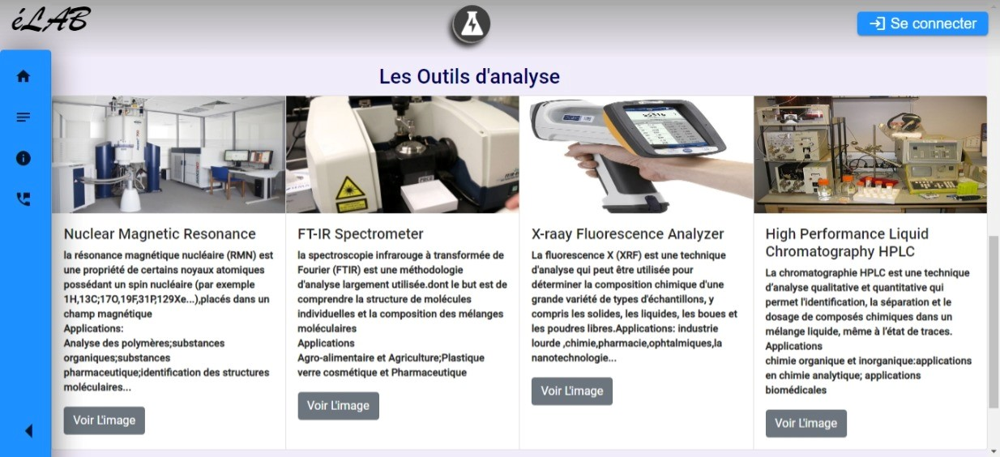 éLAB
Se connecter
Les Outils d'analyse
Nuclear Magnetic Resonance
la résonance magnétique nucléaire (RMN) est
une propriété de certains noyaux atomiques
possédant un spin nucléaire (par exemple
1H,13C;17O,19F,31P,129Xe...),placés dans un
champ magnétique
Applications:
Analyse des polymères;substances
organiques;substances
pharmaceutique;identification des structures
moléculaires...
Voir L'image
FT-IR Spectrometer
la spectroscopie infrarouge à transformée de
Fourier (FTIR) est une méthodologie
d'analyse largement utilisée.dont le but est de
comprendre la structure de molécules
individuelles et la composition des mélanges
moléculaires
Applications
Agro-alimentaire et Agriculture;Plastique
verre cosmétique et Pharmaceutique
Voir L'image
X-raay Fluorescence Analyzer
La fluorescence X (XRF) est une technique
d'analyse qui peut être utilisée pour
déterminer la composition chimique d'une
grande variété de types d'échantillons, y
compris les solides, les liquides, les boues et
les poudres libres.Applications: industrie
lourde ,chimie,pharmacie,ophtalmiques,la
nanotechnologie...
Voir L'image
High Performance Liquid
Chromatography HPLC
La chromatographie HPLC est une technique
d'analyse qualitative et quantitative qui
permet l'identification, la séparation et le
dosage de composés chimiques dans un
mélange liquide, même à l'état de traces.
Applications
chimie organique et inorganique:applications
en chimie analytique; applications
biomédicales
Voir L'image